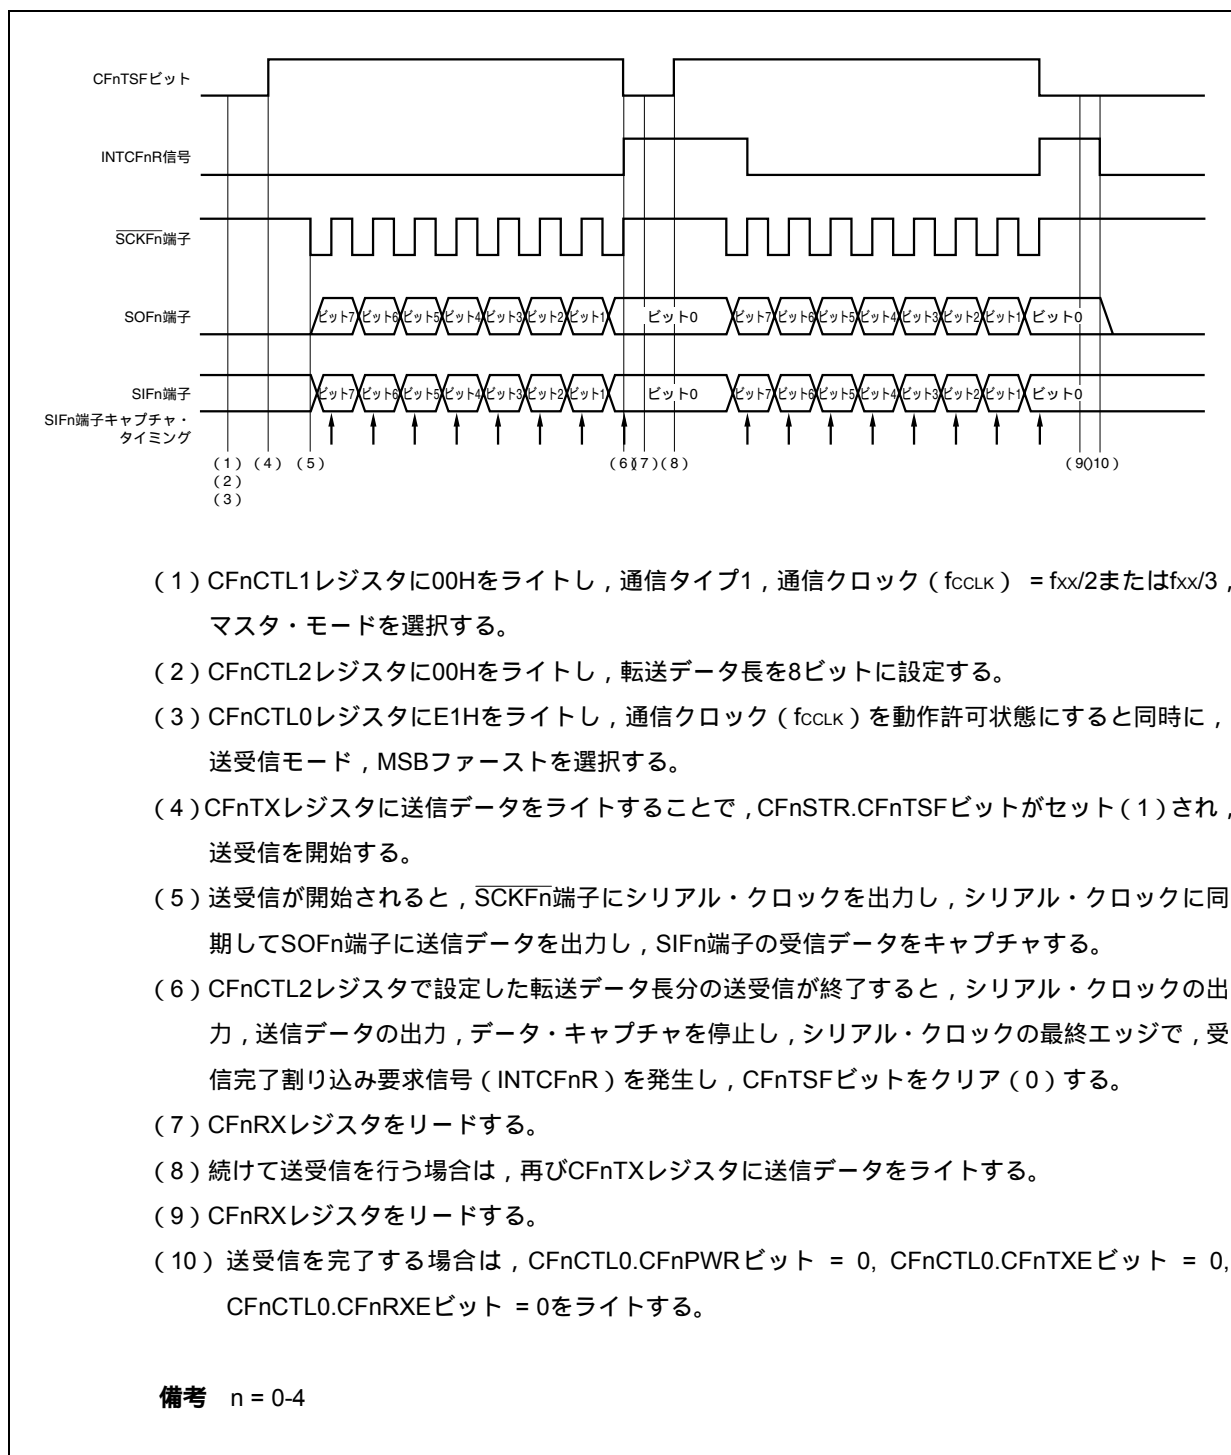 CFnTSFビット
INTCFnR信号
SCKFn端子
SOFn端子
ビット7 ビット6 ビット5 ビット4 ビット3 ビット2 ビット1 ビット0 ビット7 ビット6 ビット5 ビット4 ビット3 ビット2 ビット1 ビット0
SIFn端子
ビット7 ビット6 ビット5 ビット4 ビット3 ビット2 ビット1 ビット0 ビット7 ビット6 ビット5 ビット4 ビット3 ビット2 ビット1 ビット0
SIFn端子キャプチャ・
タイミング
(1) (4) (5) (6)(7)(8) (9)(10)
(2)
(3)
(1)CFnCTL1レジスタに00Hをライトし,通信タイプ1,通信クロック(fCCLK) = fXX/2またはfXX/3,
マスタ・モードを選択する。
(2)CFnCTL2レジスタに00Hをライトし,転送データ長を8ビットに設定する。
(3)CFnCTL0レジスタにE1Hをライトし,通信クロック(fCCLK)を動作許可状態にすると同時に,
送受信モード,MSBファーストを選択する。
(4)CFnTXレジスタに送信データをライトすることで,CFnSTR.CFnTSFビットがセット(1)され,
送受信を開始する。
(5)送受信が開始されると,SCKFn端子にシリアル・クロックを出力し,シリアル・クロックに同
期してSOFn端子に送信データを出力し,SIFn端子の受信データをキャプチャする。
(6)CFnCTL2レジスタで設定した転送データ長分の送受信が終了すると,シリアル・クロックの出
力,送信データの出力,データ・キャプチャを停止し,シリアル・クロックの最終エッジで,受
信完了割り込み要求信号(INTCFnR)を発生し,CFnTSFビットをクリア(0)する。
(7)CFnRXレジスタをリードする。
(8)続けて送受信を行う場合は,再びCFnTXレジスタに送信データをライトする。
(9)CFnRXレジスタをリードする。
(10) 送受信を完了する場合は,CFnCTL0.CFnPWRビット = 0, CFnCTL0.CFnTXEビット = 0,
CFnCTL0.CFnRXEビット = 0をライトする。
備考 n = 0-4